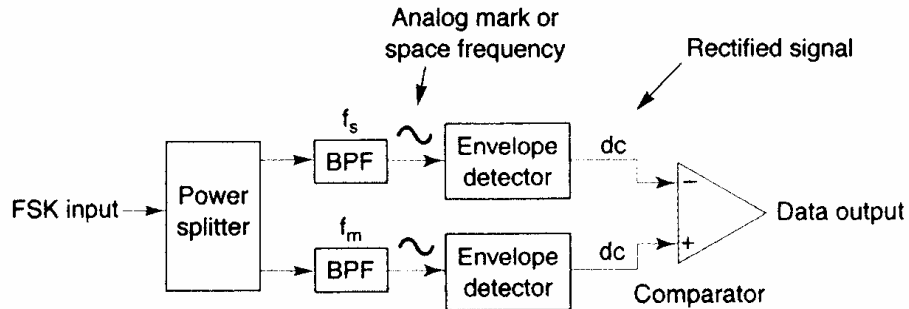 Analog mark or
space frequency
Rectified signal
f_s
BPF
Envelope
detector
dc
−
FSK input
Power
splitter
Data output
f_m
BPF
Envelope
detector
dc
+
Comparator